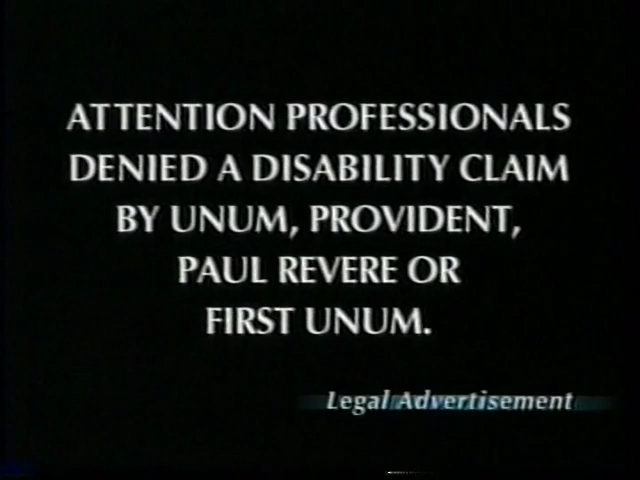 ATTENTION PROFESSIONALS
DENIED A DISABILITY CLAIM
BY UNUM, PROVIDENT,
PAUL REVERE OR
FIRST UNUM.
Legal Advertisement